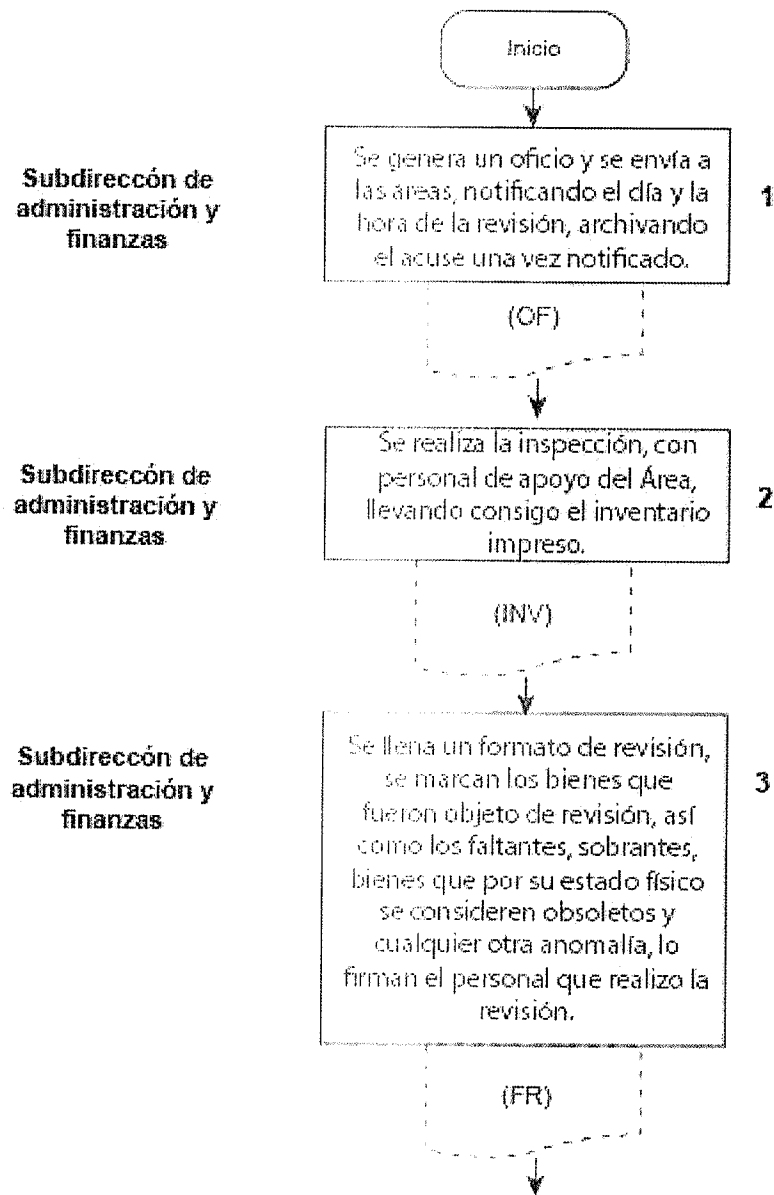 Inicio
Subdireccón de
administración y
finanzas
Se genera un oficio y se envía a
las áreas, notificando el día y la
hora de la revisión, archivando
el acuse una vez notificado.
1
(OF)
Subdireccón de
administración y
finanzas
Se realiza la inspección, con
personal de apoyo del Área,
llevando consigo el inventario
impreso.
2
(INV)
Subdireccón de
administración y
finanzas
Se llena un formato de revisión,
se marcan los bienes que
fueron objeto de revisión, así
como los faltantes, sobrantes,
bienes que por su estado físico
se consideren obsoletos y
cualquier otra anomalía, lo
firman el personal que realizo la
revisión.
3
(FR)